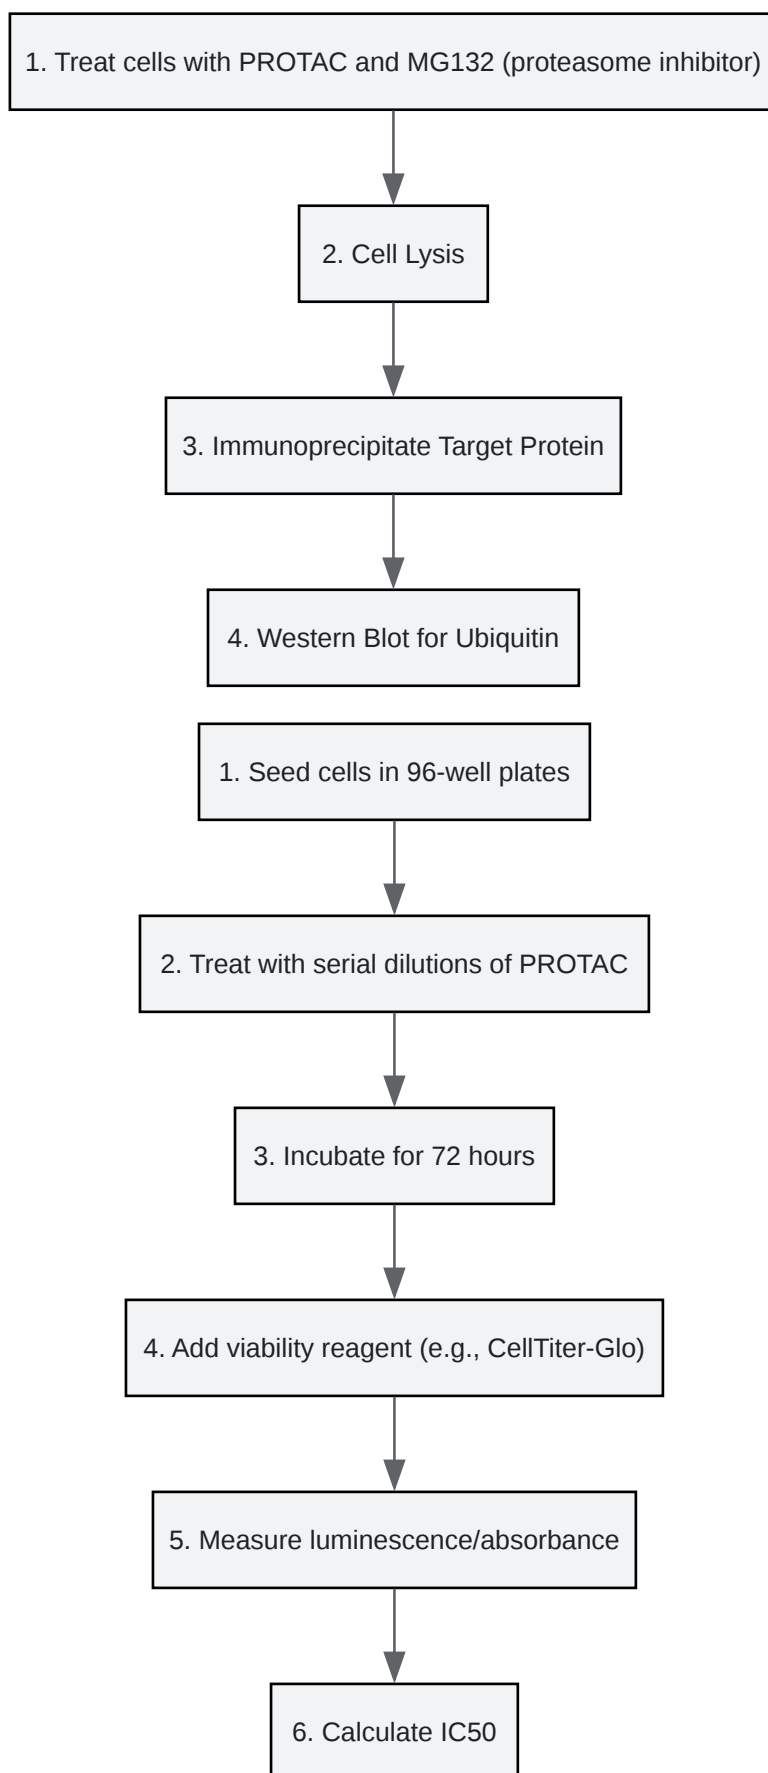 1. Treat cells with PROTAC and MG132 (proteasome inhibitor)
2. Cell Lysis
3. Immunoprecipitate Target Protein
4. Western Blot for Ubiquitin
1. Seed cells in 96-well plates
2. Treat with serial dilutions of PROTAC
3. Incubate for 72 hours
4. Add viability reagent (e.g., CellTiter-Glo)
5. Measure luminescence/absorbance
6. Calculate IC50